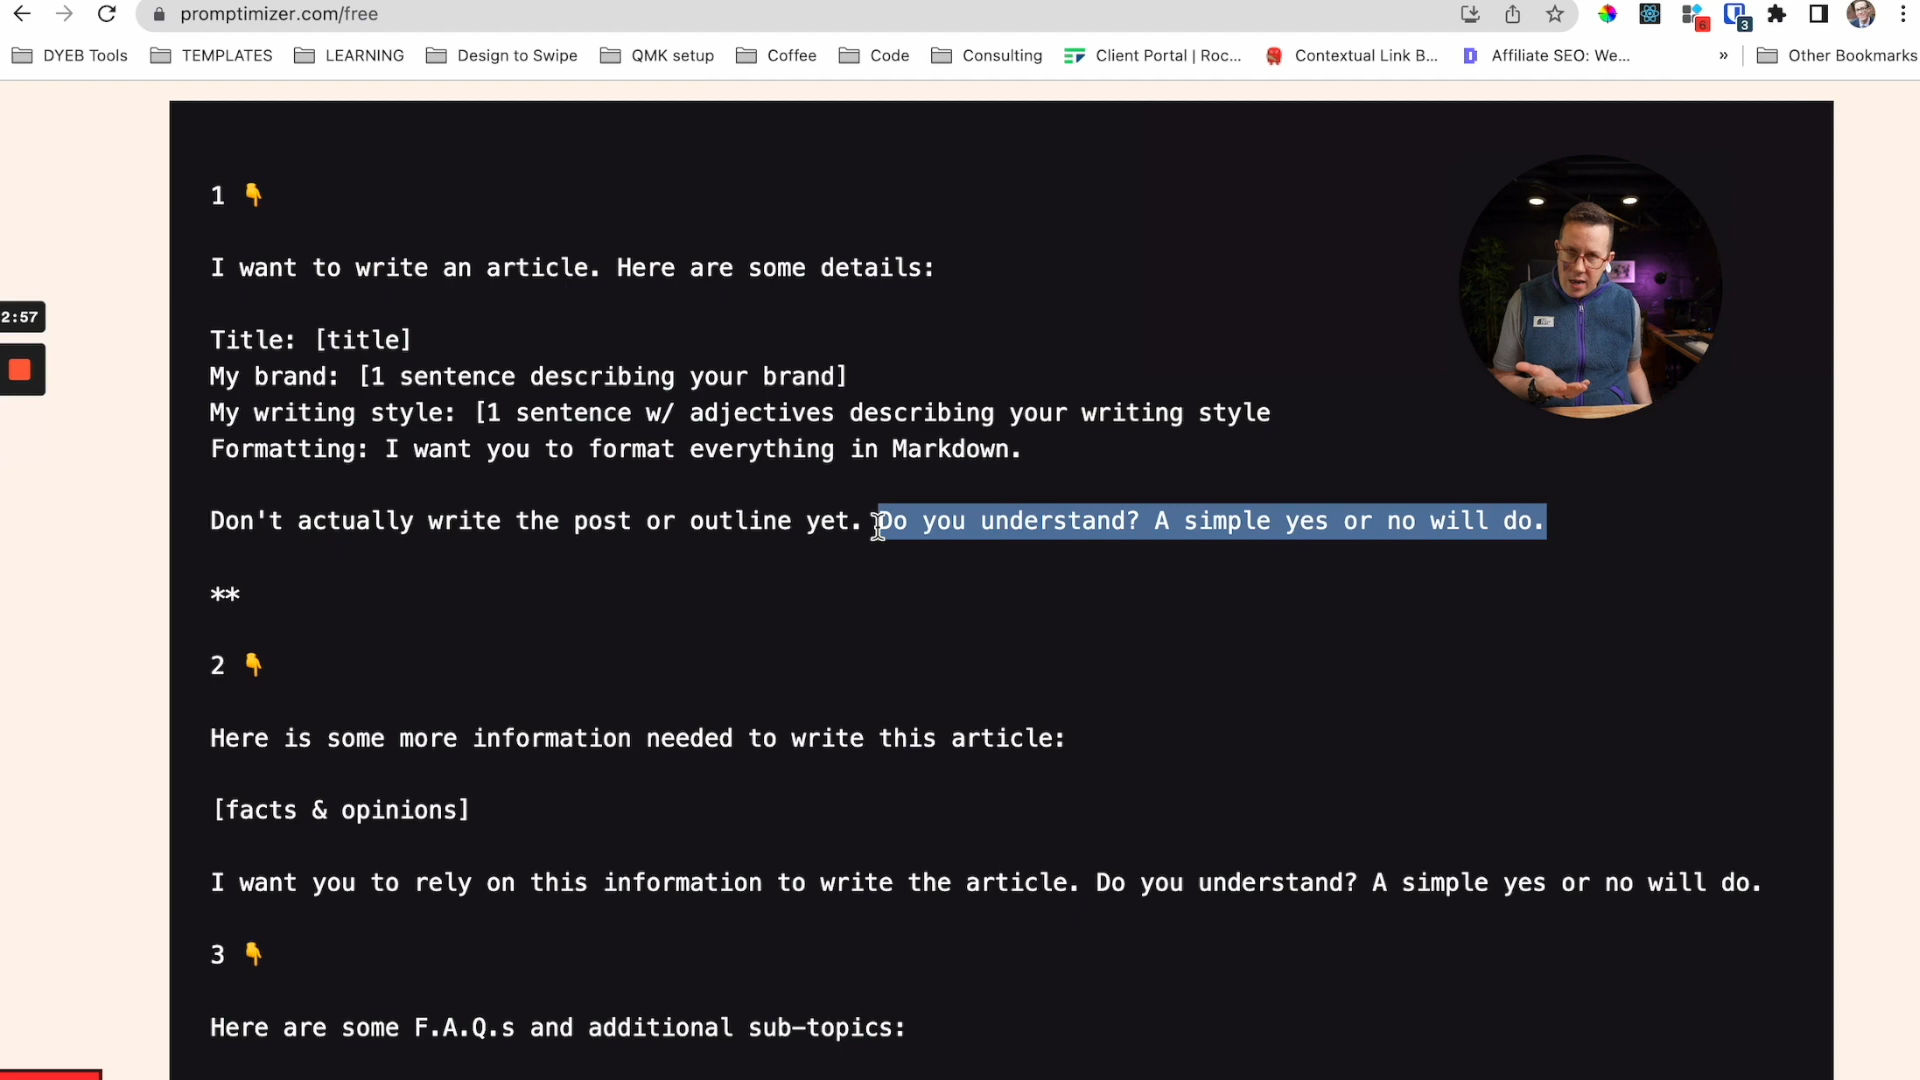 promptimizer.com/free
6
3
DYEB Tools
TEMPLATES
LEARNING
Design to Swipe
QMK setup
Coffee
Code
Consulting
Client Portal | Roc...
Contextual Link B...
Affiliate SEO: We...
»
Other Bookmarks
1 👇
I want to write an article. Here are some details:
Title: [title]
My brand: [1 sentence describing your brand]
My writing style: [1 sentence w/ adjectives describing your writing style
Formatting: I want you to format everything in Markdown.
2:57
Don't actually write the post or outline yet. Do you understand? A simple yes or no will do.
**
2 👇
Here is some more information needed to write this article:
[facts & opinions]
I want you to rely on this information to write the article. Do you understand? A simple yes or no will do.
3 👇
Here are some F.A.Q.s and additional sub-topics: